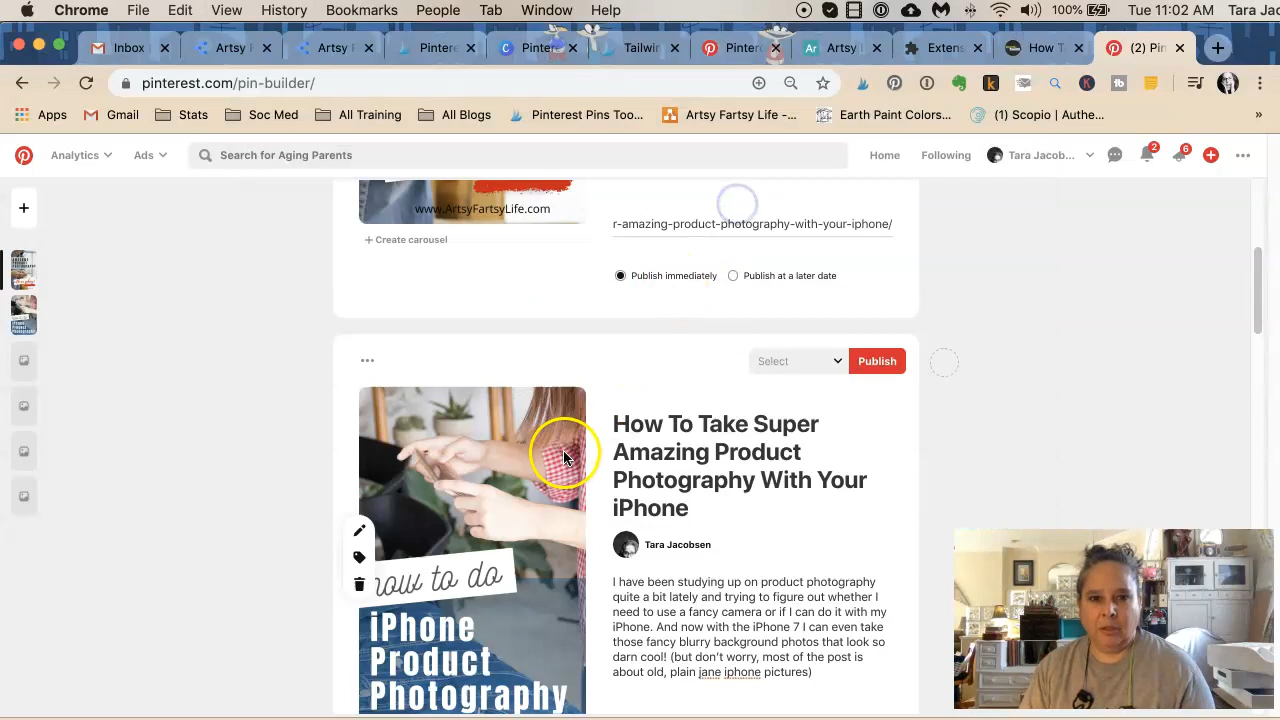 Chrome File Edit View History Bookmarks People Tab Window Help 100% Tue 11:02 AM Tara Jac
Inbox Artsy F Artsy F Pintere Pintere Tailwin Pintere Artsy L Extens How T (2) Pin
pinterest.com/pin-builder/
Apps Gmail Stats Soc Med All Training All Blogs Pinterest Pins Too... Artsy Fartsy Life -... Earth Paint Colors... (1) Scopio | Authe... »
Analytics Ads Search for Aging Parents Home Following Tara Jacob... 2 6
www.ArtsyFartsyLife.com
r-amazing-product-photography-with-your-iphone/
Create carousel
Publish immediately Publish at a later date
Select Publish
How To Take Super
Amazing Product
Photography With Your
iPhone
Tara Jacobsen
I have been studying up on product photography
quite a bit lately and trying to figure out whether I
need to use a fancy camera or if I can do it with my
iPhone. And now with the iPhone 7 I can even take
those fancy blurry background photos that look so
darn cool! (but don't worry, most of the post is
about old, plain jane iphone pictures)
how to do
iPhone
Product
Photography